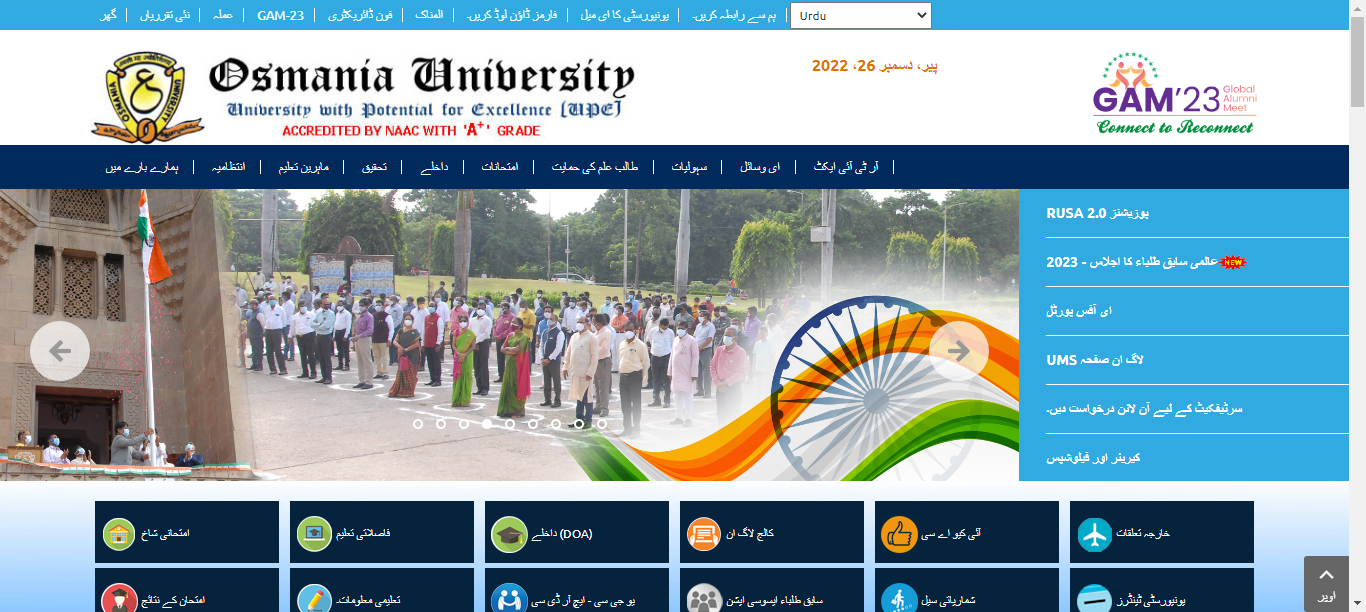 گھر
نئی تقرریاں
عملہ
GAM-23
فون ڈائریکٹری
المناک
فارمز ڈاؤن لوڈ کریں۔
یونیورسٹی کا ای میل
ہم سے رابطہ کریں۔
Urdu
Osmania University
University with Potential for Excellence [UPE]
ACCREDITED BY NAAC WITH 'A+' GRADE
پیر، دسمبر 26، 2022
GAM'23 Global Alumni Meet
Connect to Reconnect
ہمارے بارے میں
انتظامیہ
ماہرین تعلیم
تحقیق
داخلے
امتحانات
طالب علم کی حمایت
سہولیات
ای وسائل
آر ٹی آئی ایکٹ
RUSA 2.0 پوزیشنز
عالمی سابق طلباء کا اجلاس - 2023 NEW
ای آفس پورٹل
UMS لاگ ان صفحہ
سرٹیفکیٹ کے لیے آن لائن درخواست دیں۔
کیریئر اور فیلوشپس
امتحانی شاخ
فاصلاتی تعلیم
داخلے (DOA)
کالج لاگ ان
آئی کیو اے سی
خارجہ تعلقات
امتحان کے نتائج
تعلیمی معلومات۔
یو جی سی - ایچ آر ڈی سی
سابق طلباء ایسوسی ایشن
شماریاتی سیل
یونیورسٹی ٹینڈرز
اوپر